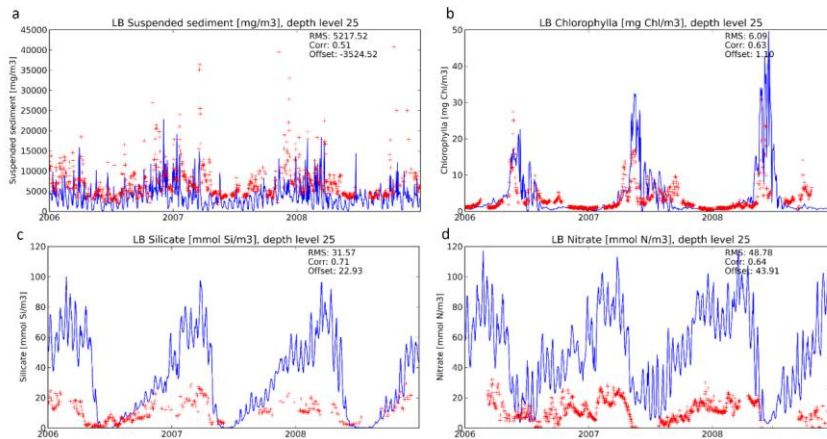 a
LB Suspended sediment [mg/m3], depth level 25
RMS: 5217.52
Corr: 0.51
Offset: -3524.52
Suspended sediment [mg/m3]
45000
40000
35000
30000
25000
20000
15000
10000
5000
0
2006
2007
2008
b
LB Chlorophylla [mg Chl/m3], depth level 25
RMS: 6.09
Corr: 0.63
Offset: 1.10
Chlorophylla [mg Chl/m3]
50
40
30
20
10
0
2006
2007
2008
c
LB Silicate [mmol Si/m3], depth level 25
RMS: 31.57
Corr: 0.71
Offset: 22.93
Silicate [mmol Si/m3]
120
100
80
60
40
20
0
2006
2007
2008
d
LB Nitrate [mmol N/m3], depth level 25
RMS: 48.78
Corr: 0.64
Offset: 43.91
Nitrate [mmol N/m3]
120
100
80
60
40
20
0
2006
2007
2008